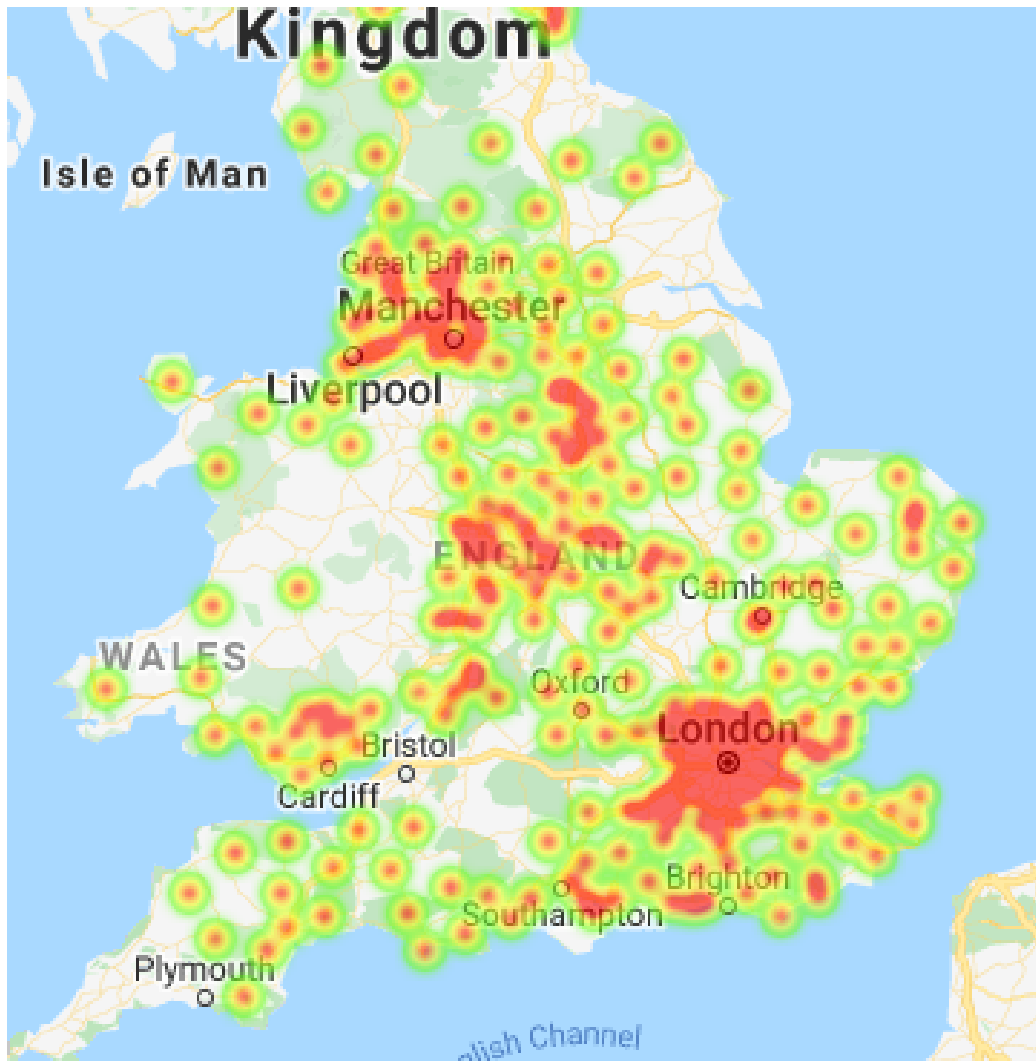 Kingdom
Isle of Man
Great Britain
Manchester
Liverpool
ENGLAND
Cambridge
WALES
Oxford
London
Bristol
Cardiff
Brighton
Southampton
Plymouth
nglish Channel